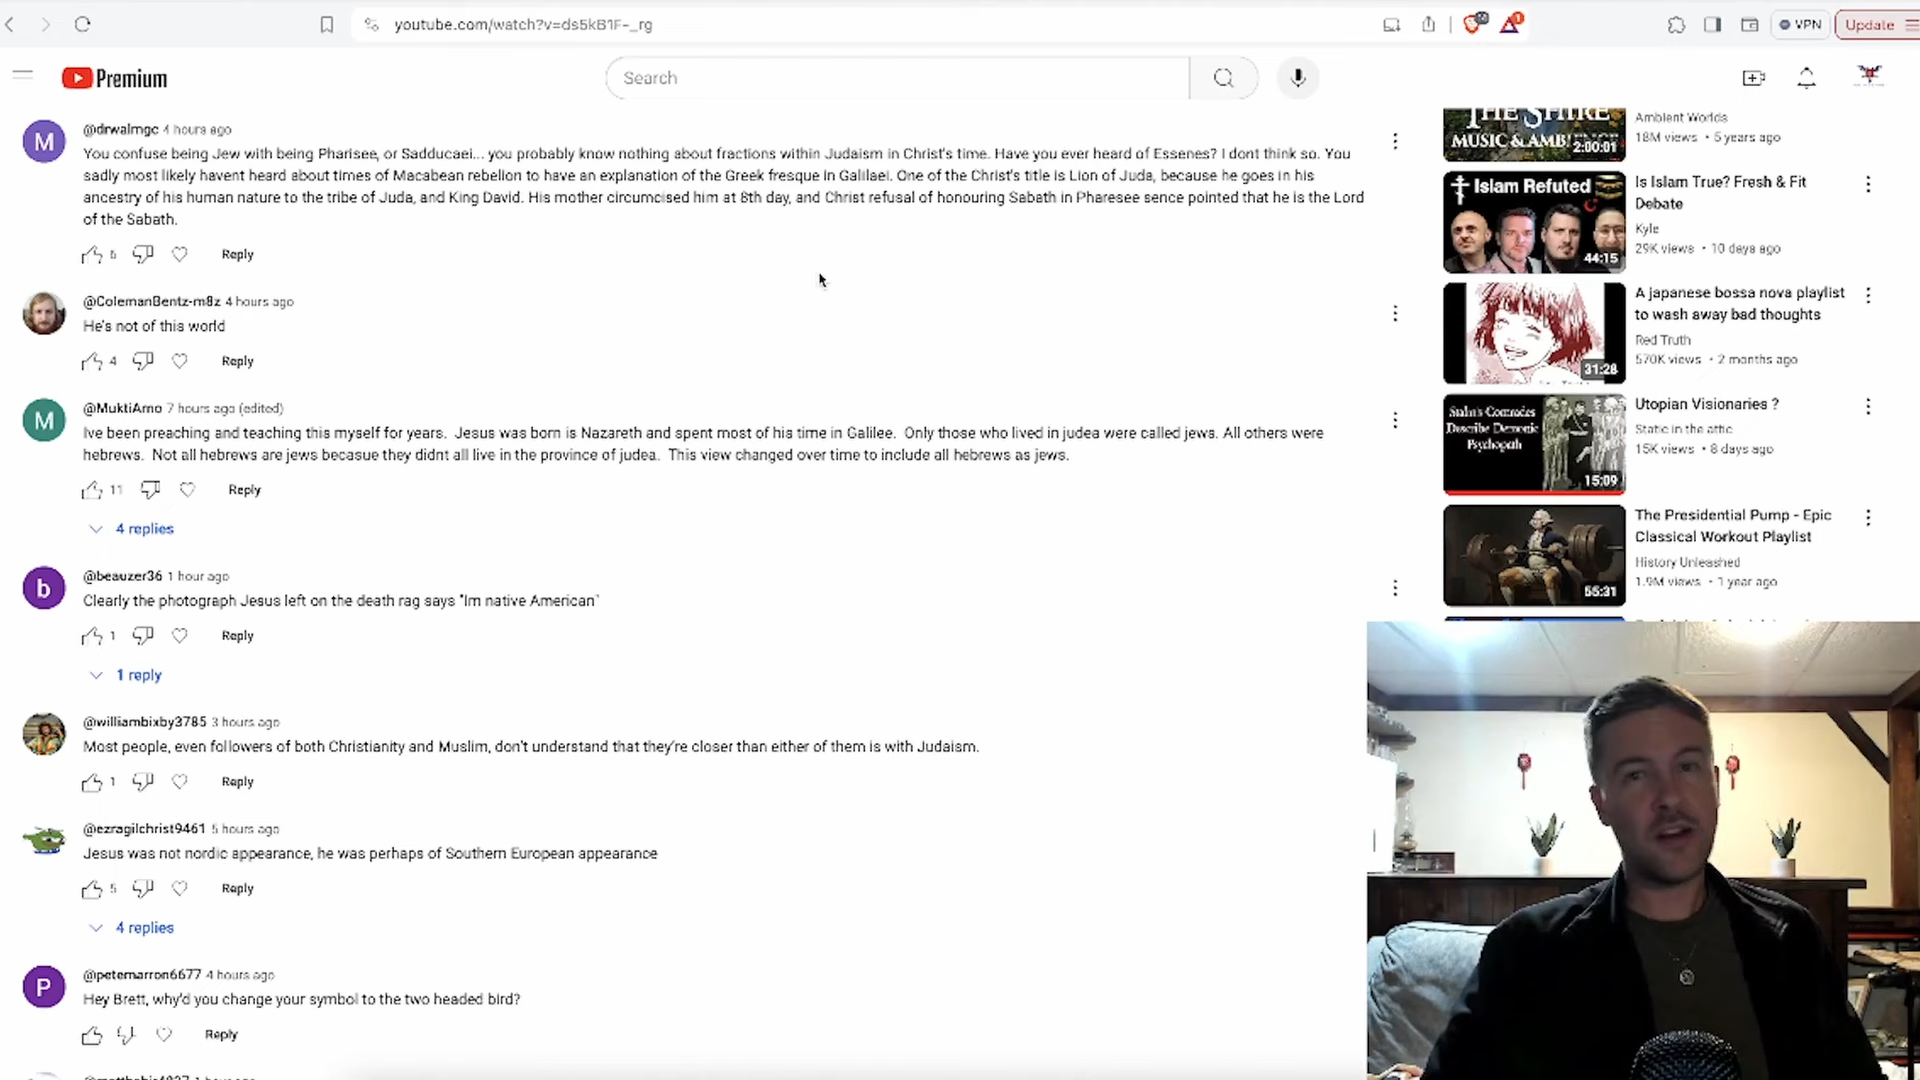 youtube.com/watch?v=ds5kB1F-_rg
VPN
Update
Premium
Search
@drwalmgc 4 hours ago
You confuse being Jew with being Pharisee, or Sadducaei... you probably know nothing about fractions within Judaism in Christ's time. Have you ever heard of Essenes? I dont think so. You
sadly most likely havent heard about times of Macabean rebelion to have an explanation of the Greek fresque in Galilaei. One of the Christ's title is Lion of Juda, because he goes in his
ancestry of his human nature to the tribe of Juda, and King David. His mother circumcised him at 8th day, and Christ refusal of honouring Sabath in Pharesee sence pointed that he is the Lord
of the Sabath.
6 Reply
@ColemanBentz-m8z 4 hours ago
He's not of this world
4 Reply
@MuktiArno 7 hours ago (edited)
Ive been preaching and teaching this myself for years. Jesus was born is Nazareth and spent most of his time in Galilee. Only those who lived in judea were called jews. All others were
hebrews. Not all hebrews are jews becasue they didnt all live in the province of judea. This view changed over time to include all hebrews as jews.
11 Reply
4 replies
@beauzer36 1 hour ago
Clearly the photograph Jesus left on the death rag says "Im native American"
1 Reply
1 reply
@williambixby3785 3 hours ago
Most people, even followers of both Christianity and Muslim, don't understand that they're closer than either of them is with Judaism.
1 Reply
@ezragilchrist9461 5 hours ago
Jesus was not nordic appearance, he was perhaps of Southern European appearance
5 Reply
4 replies
@petemarron6677 4 hours ago
Hey Brett, why'd you change your symbol to the two headed bird?
Reply
THE SHIRE
MUSIC & AMBIENCE
2:00:01
Ambient Worlds
18M views • 5 years ago
Islam Refuted
44:15
Is Islam True? Fresh & Fit
Debate
Kyle
29K views • 10 days ago
31:28
A japanese bossa nova playlist
to wash away bad thoughts
Red Truth
570K views • 2 months ago
Stalin's Comrades
Describe Demonic
Psychopath
15:09
Utopian Visionaries ?
Static in the attic
15K views • 8 days ago
55:31
The Presidential Pump - Epic
Classical Workout Playlist
History Unleashed
1.9M views • 1 year ago